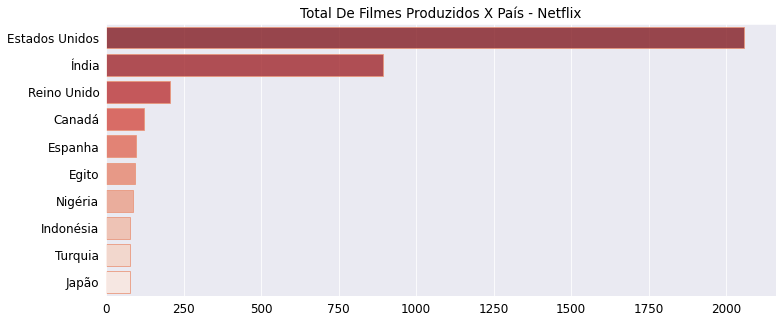 Total De Filmes Produzidos X País - Netflix
Estados Unidos
Índia
Reino Unido
Canadá
Espanha
Egito
Nigéria
Indonésia
Turquia
Japão
0 250 500 750 1000 1250 1500 1750 2000